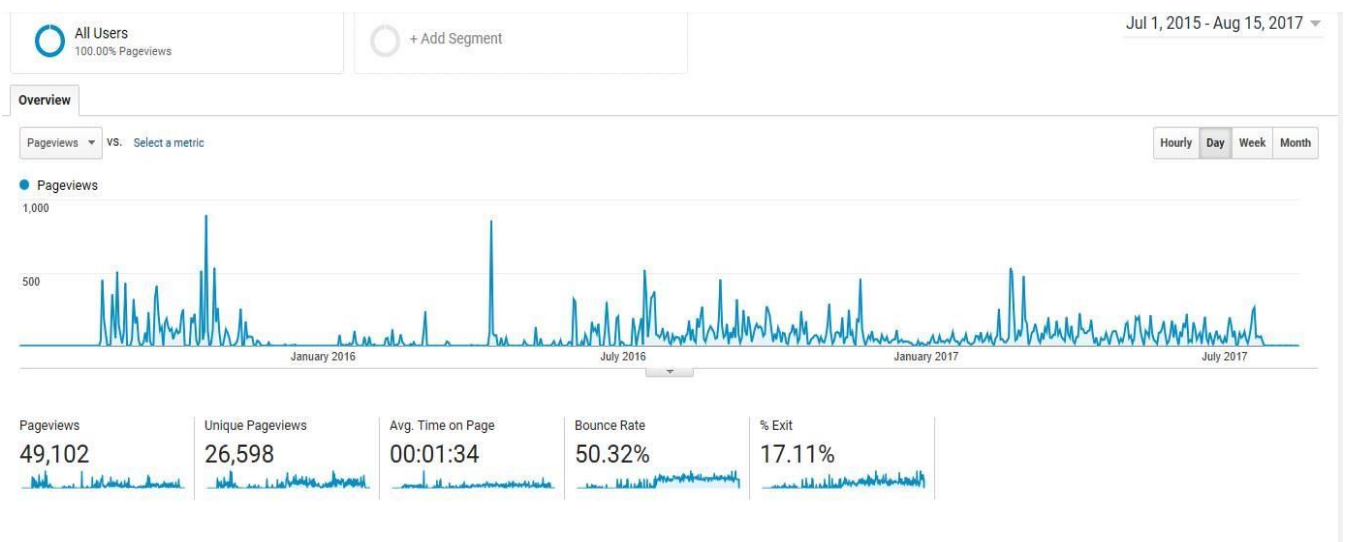 All Users
100.00% Pageviews
+ Add Segment
Jul 1, 2015 - Aug 15, 2017
Overview
Pageviews VS. Select a metric
Hourly Day Week Month
Pageviews
1,000
500
January 2016 July 2016 January 2017 July 2017
Pageviews Unique Pageviews Avg. Time on Page Bounce Rate % Exit
49,102 26,598 00:01:34 50.32% 17.11%